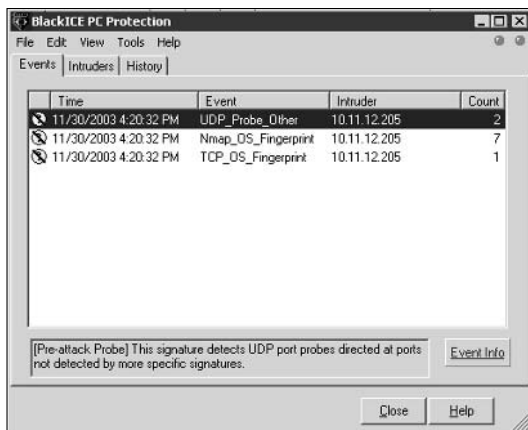 BlackICE PC Protection
File Edit View Tools Help
Events Intruders History
Time Event Intruder Count
11/30/2003 4:20:32 PM UDP_Probe_Other 10.11.12.205 2
11/30/2003 4:20:32 PM Nmap_OS_Fingerprint 10.11.12.205 7
11/30/2003 4:20:32 PM TCP_OS_Fingerprint 10.11.12.205 1
[Pre-attack Probe] This signature detects UDP port probes directed at ports
not detected by more specific signatures.
Event Info
Close Help